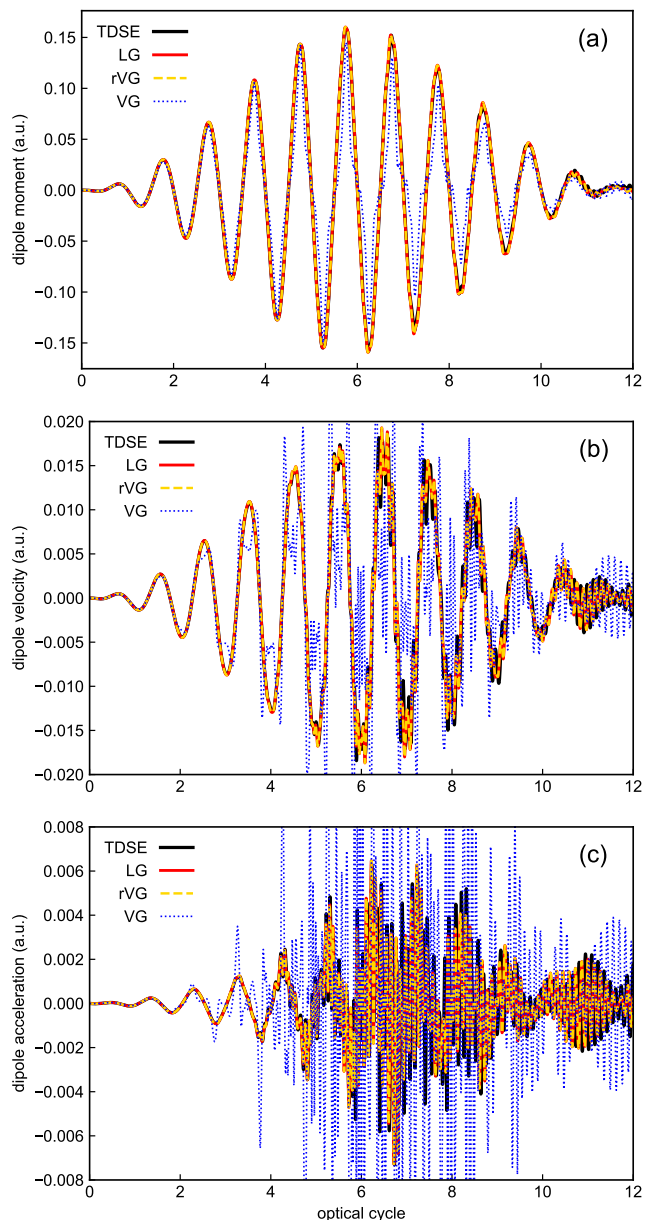 (a)
TDSE
LG
rVG
VG
dipole moment (a.u.)
0.15
0.10
0.05
0.00
−0.05
−0.10
−0.15
0 2 4 6 8 10 12
(b)
TDSE
LG
rVG
VG
dipole velocity (a.u.)
0.020
0.015
0.010
0.005
0.000
−0.005
−0.010
−0.015
−0.020
0 2 4 6 8 10 12
(c)
TDSE
LG
rVG
VG
dipole acceleration (a.u.)
0.008
0.006
0.004
0.002
0.000
−0.002
−0.004
−0.006
−0.008
0 2 4 6 8 10 12
optical cycle